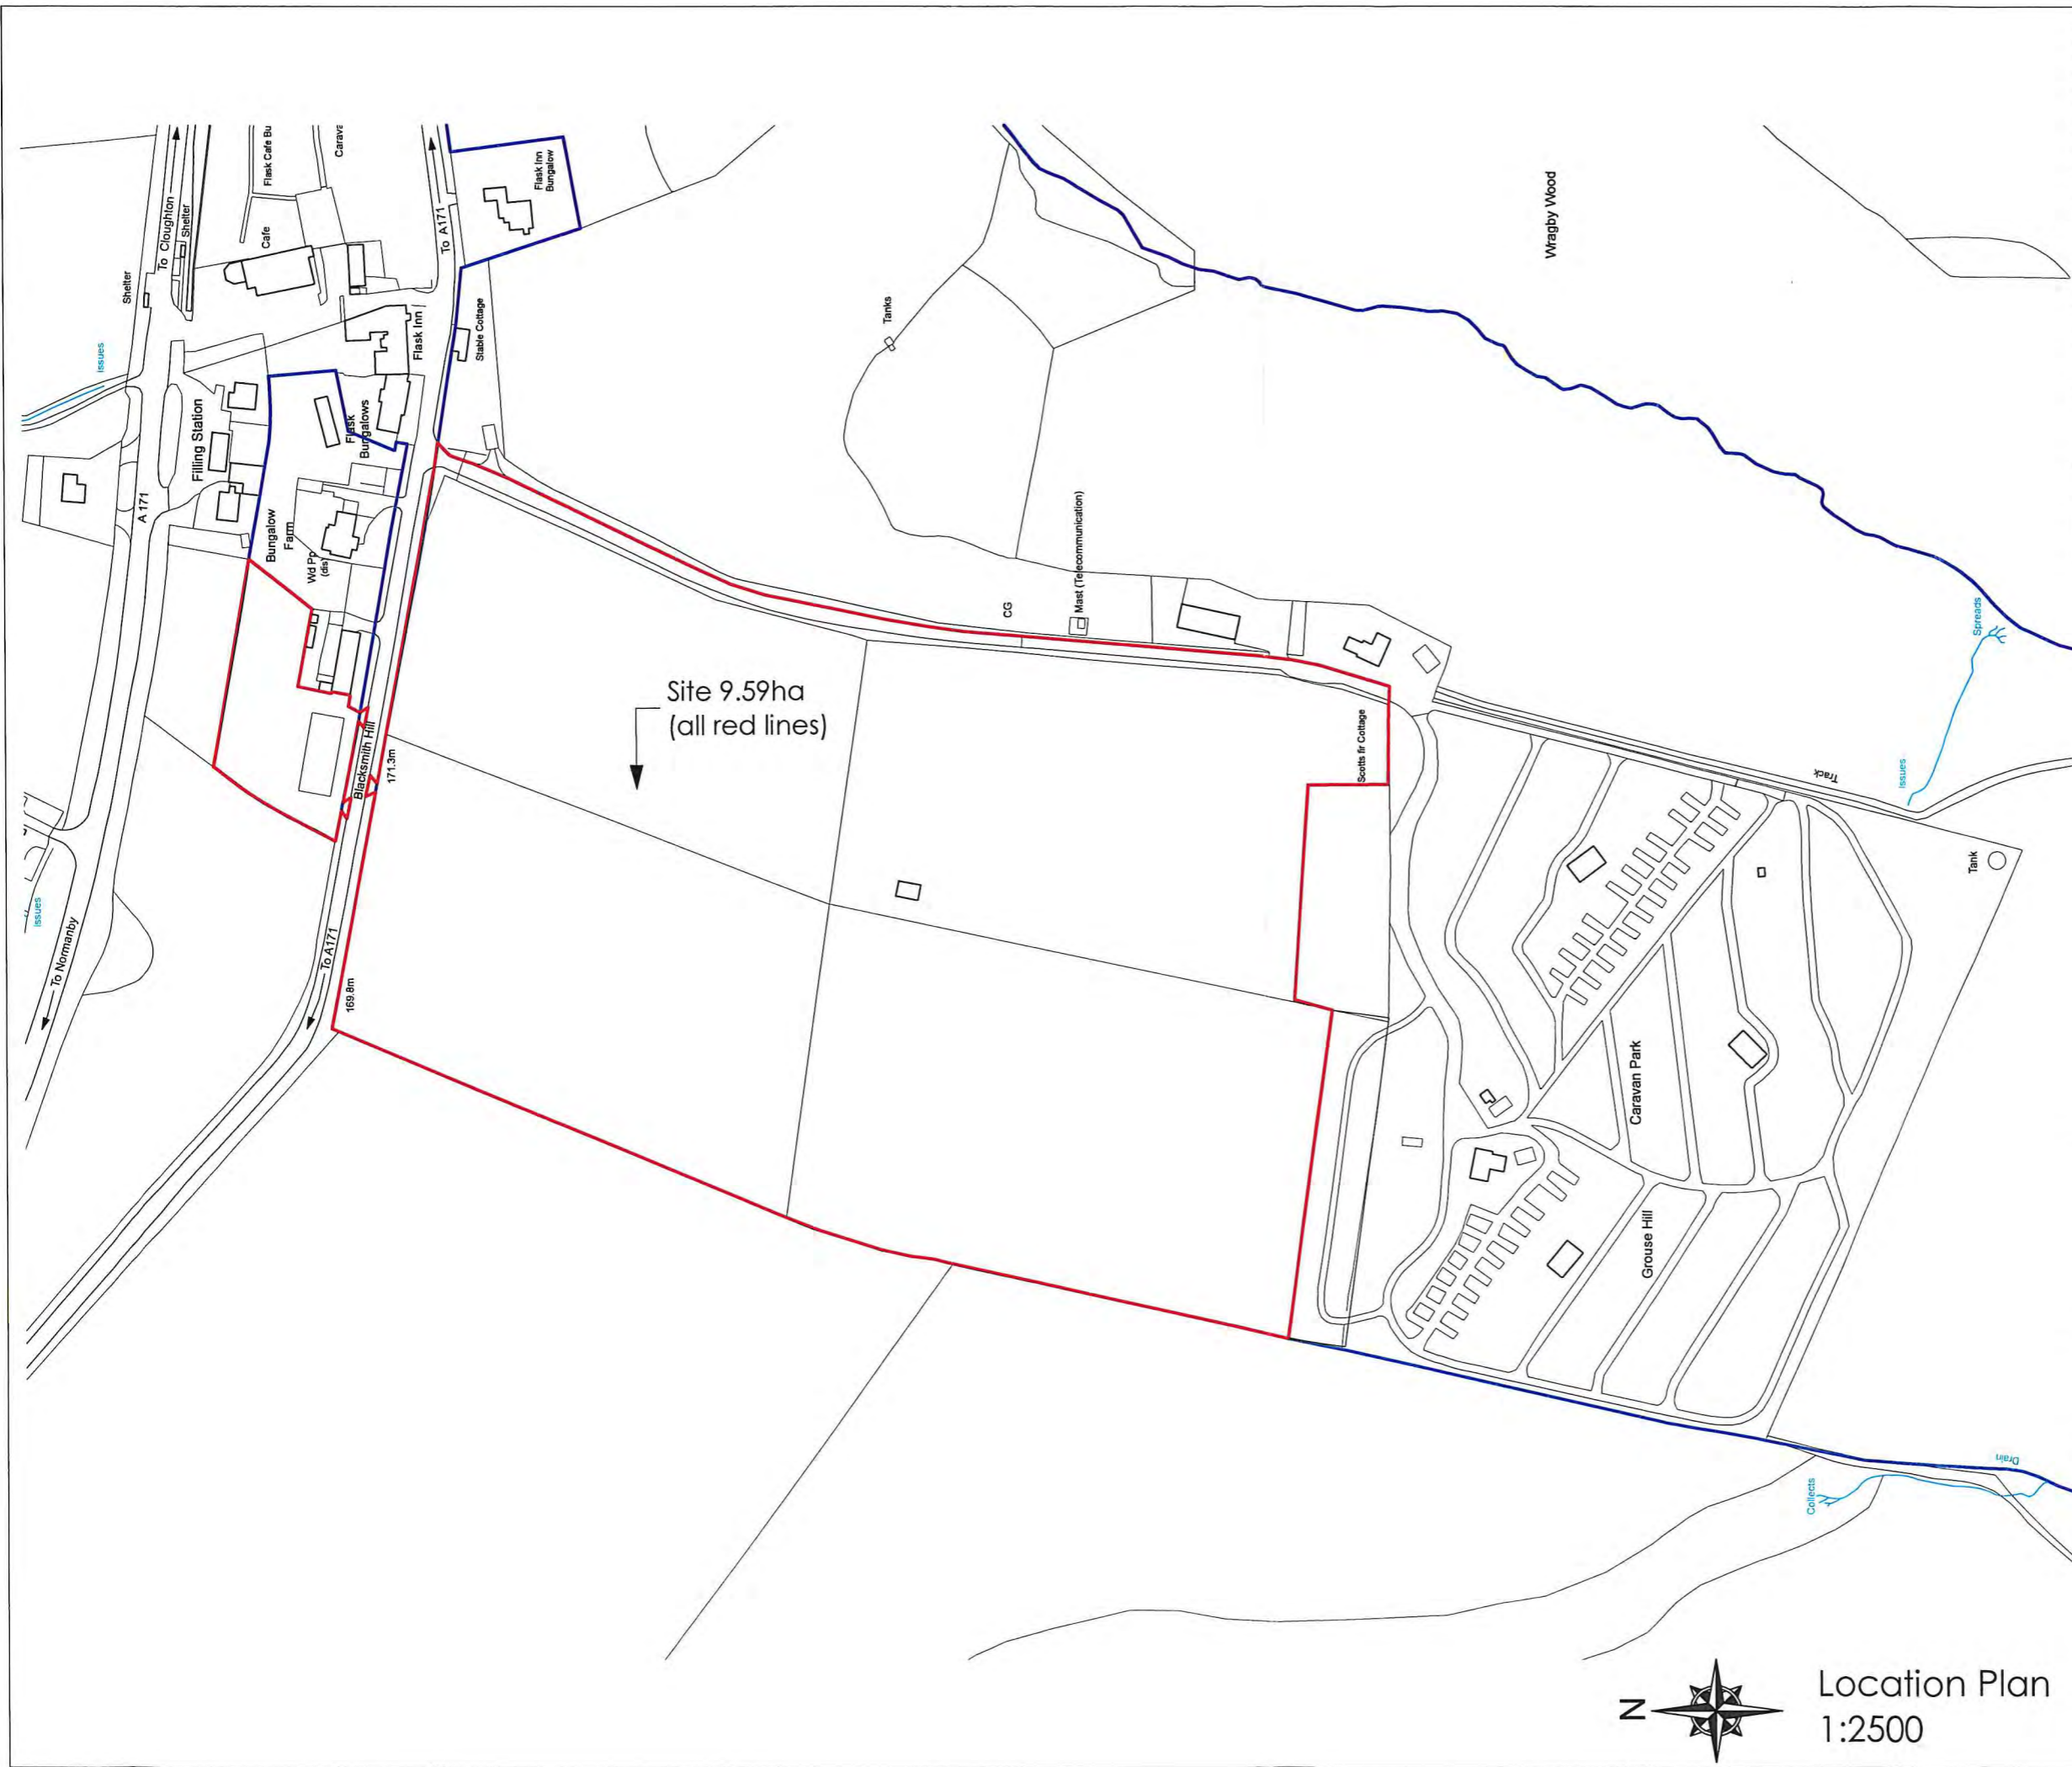 Shelter
To Cloughton
Shelter
Flask Cafe Bu
Carava
Cafe
To A171
Flask Inn
Bungalow
Flask Inn
Stable Cottage
issues
A 171
Filling Station
Flask
Bungalows
Bungalow
Farm
Wd Pp
(dis)
Tanks
Wragby Wood
CG
Mast (Telecommunication)
Site 9.59ha
(all red lines)
Blacksmith Hill
171.3m
Scotts fir Cottage
Spreads
Issues
Track
Tank
issues
To Normanby
To A171
169.8m
Caravan Park
Grouse Hill
Collects
Drain
N
Location Plan
1:2500